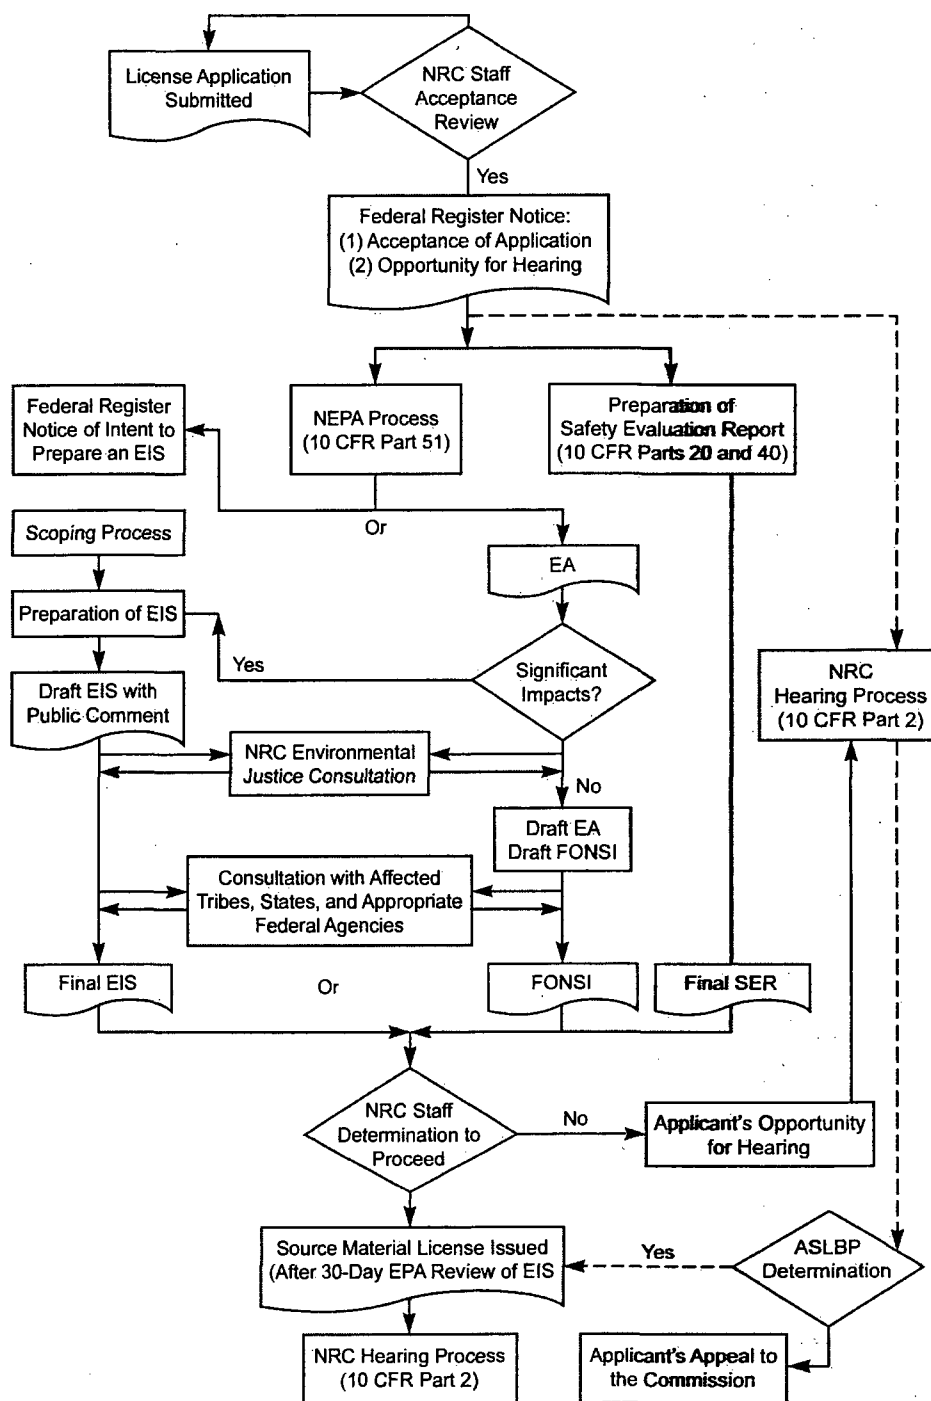 License Application
Submitted
NRC Staff
Acceptance
Review
Yes
Federal Register Notice:
(1) Acceptance of Application
(2) Opportunity for Hearing
NEPA Process
(10 CFR Part 51)
Preparation of
Safety Evaluation Report
(10 CFR Parts 20 and 40)
Federal Register
Notice of Intent to
Prepare an EIS
Or
Scoping Process
EA
Preparation of EIS
Yes
Significant
Impacts?
NRC
Hearing Process
(10 CFR Part 2)
Draft EIS with
Public Comment
NRC Environmental
Justice Consultation
No
Draft EA
Draft FONSI
Consultation with Affected
Tribes, States, and Appropriate
Federal Agencies
Final EIS
Or
FONSI
Final SER
NRC Staff
Determination to
Proceed
No
Applicant's Opportunity
for Hearing
Source Material License Issued
(After 30-Day EPA Review of EIS
Yes
ASLBP
Determination
NRC Hearing Process
(10 CFR Part 2)
Applicant's Appeal to
the Commission